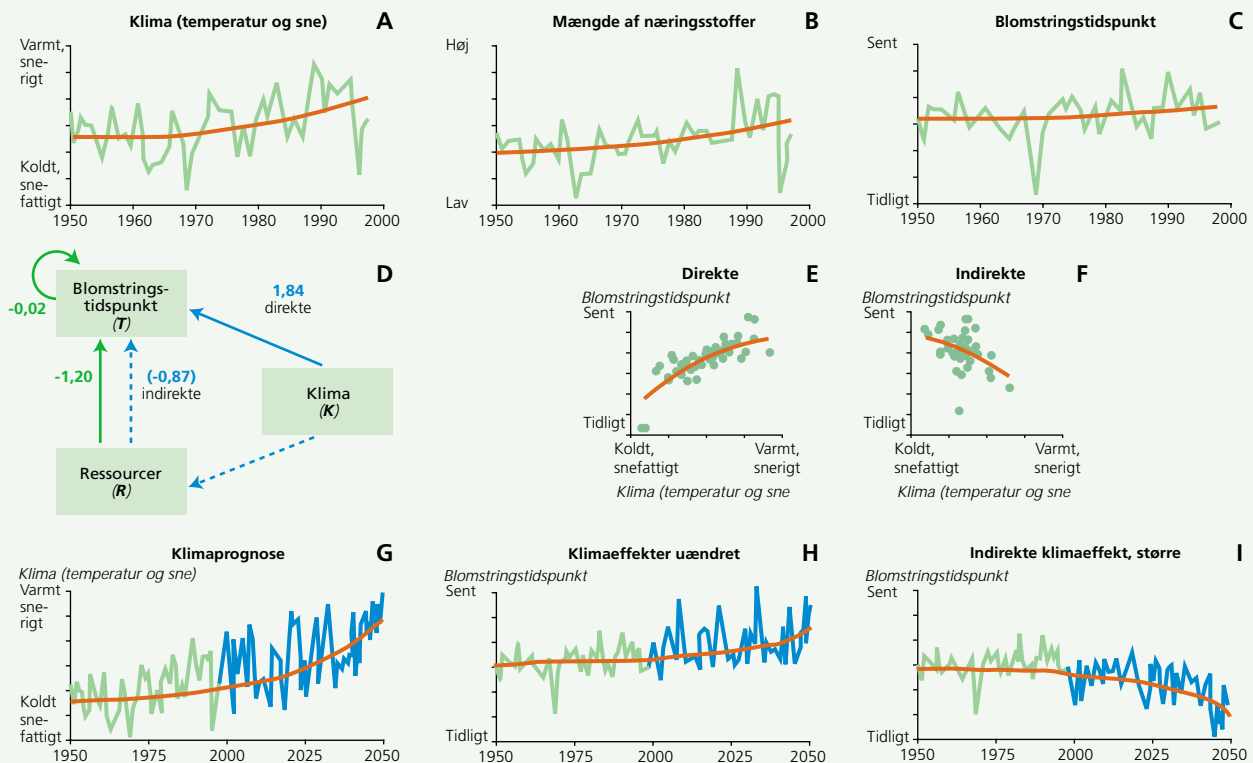 Klima (temperatur og sne)
A
Varmt,
sne-
rigt
Koldt,
sne-
fattigt
1950 1960 1970 1980 1990 2000
Mængde af næringsstoffer
B
Høj
Lav
1950 1960 1970 1980 1990 2000
Blomstringstidspunkt
C
Sent
Tidligt
1950 1960 1970 1980 1990 2000
D
Blomstrings-
tidspunkt
(T)
-0,02
1,84
direkte
-1,20
(-0,87)
indirekte
Klima
(K)
Ressourcer
(R)
Direkte
E
Blomstringstidspunkt
Sent
Tidligt
Koldt,
snefattigt
Varmt,
snerigt
Klima (temperatur og sne
Indirekte
F
Blomstringstidspunkt
Sent
Tidligt
Koldt,
snefattigt
Varmt,
snerigt
Klima (temperatur og sne
Klimaprognose
G
Klima (temperatur og sne)
Varmt
sne-
rigt
Koldt
sne-
fattigt
1950 1975 2000 2025 2050
Klimaeffekter uændret
H
Blomstringstidspunkt
Sent
Tidligt
1950 1975 2000 2025 2050
Indirekte klimaeffekt, større
I
Blomstringstidspunkt
Sent
Tidligt
1950 1975 2000 2025 2050